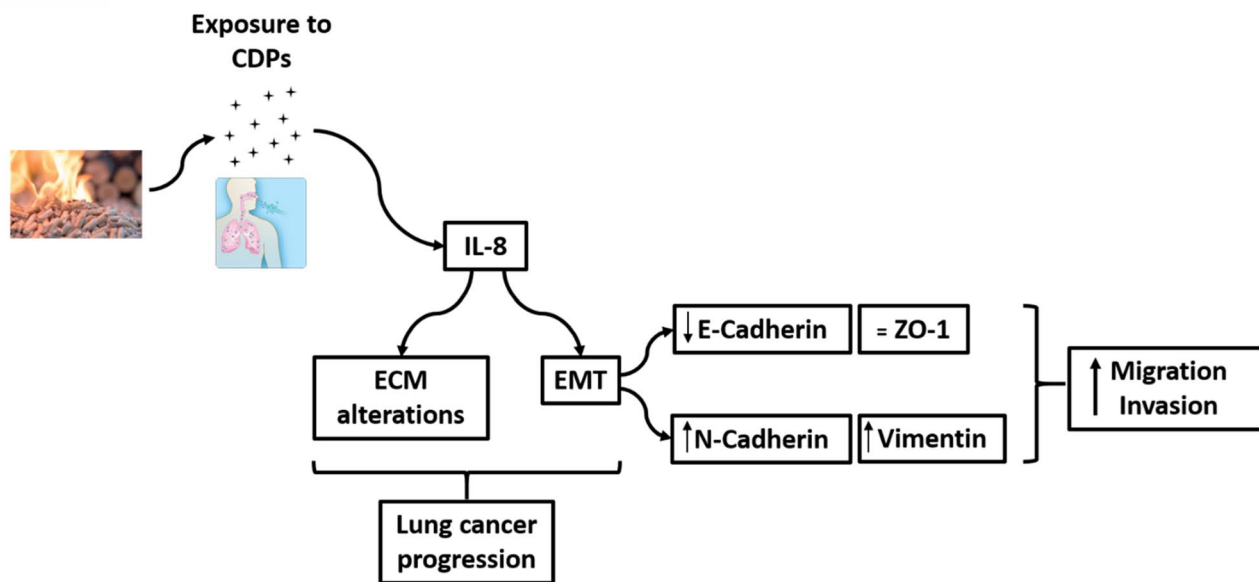 Exposure to
CDPs
IL-8
ECM
alterations
EMT
↓ E-Cadherin
= ZO-1
↑ N-Cadherin
↑ Vimentin
↑ Migration
Invasion
Lung cancer
progression